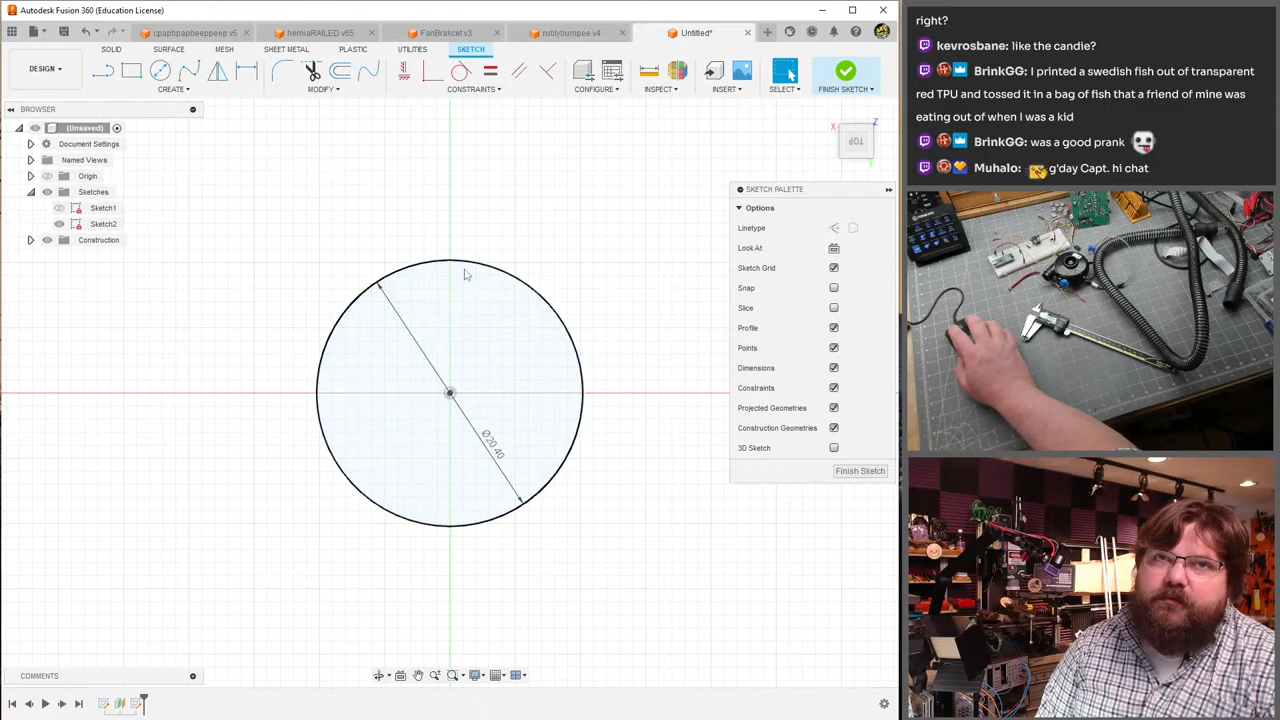 Autodesk Fusion 360 (Education License)
cpapbpapbeeppeep v5
herniaRAILED v65
FanBrakcet v3
rublybumpee v4
Untitled*
SOLID
SURFACE
MESH
SHEET METAL
PLASTIC
UTILITIES
SKETCH
DESIGN
CREATE
MODIFY
CONSTRAINTS
CONFIGURE
INSPECT
INSERT
SELECT
FINISH SKETCH
BROWSER
(Unsaved)
Document Settings
Named Views
Origin
Sketches
Sketch1
Sketch2
Construction
X
Z
TOP
SKETCH PALETTE
Options
Linetype
Look At
Sketch Grid
Snap
Slice
Profile
Points
Dimensions
Constraints
Projected Geometries
Construction Geometries
3D Sketch
Finish Sketch
Ø20.40
COMMENTS
right?
kevrosbane: like the candie?
BrinkGG: I printed a swedish fish out of transparent
red TPU and tossed it in a bag of fish that a friend of mine was
eating out of when I was a kid
BrinkGG: was a good prank
Muhalo: g'day Capt. hi chat